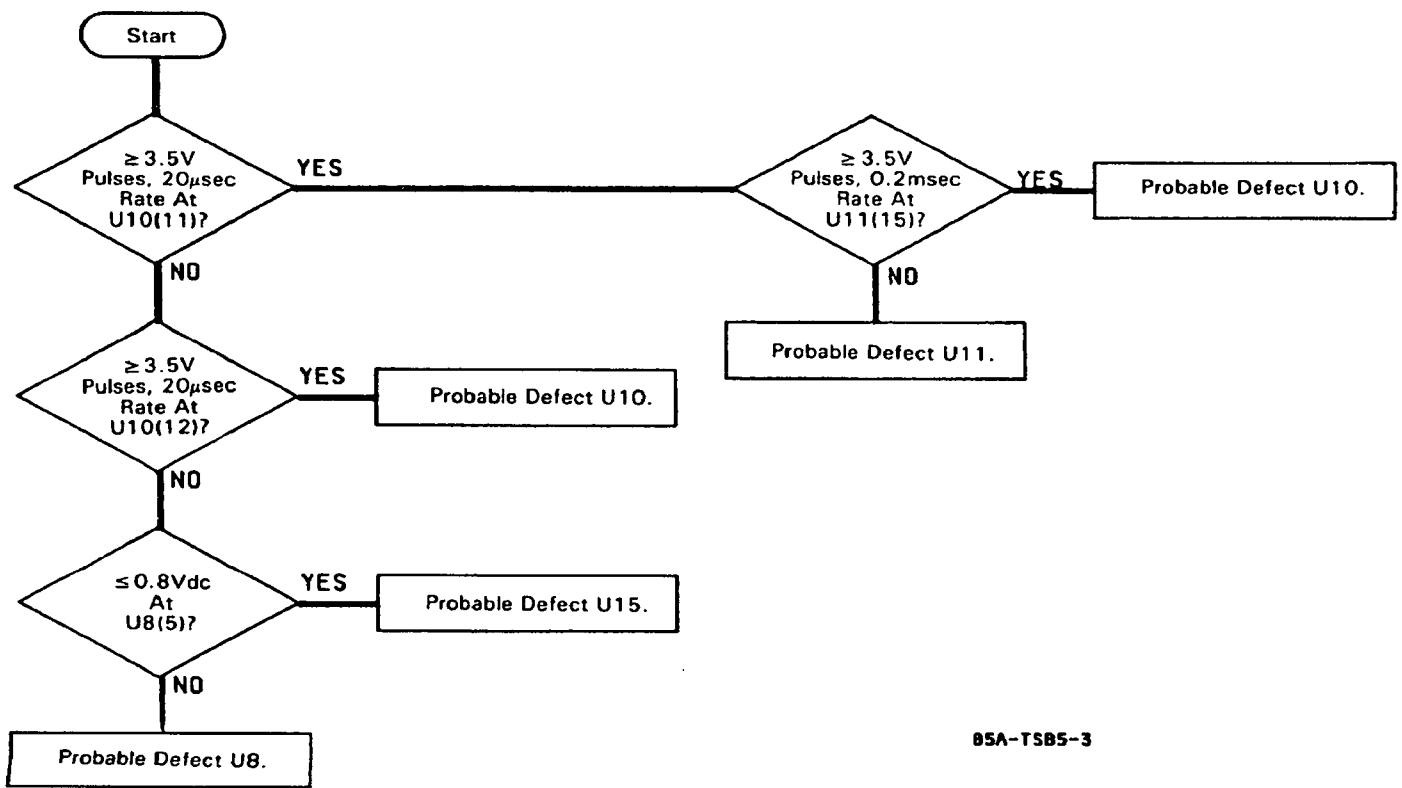 Start
≥ 3.5V
Pulses, 20μsec
Rate At
U10(11)?
YES
≥ 3.5V
Pulses, 0.2msec
Rate At
U11(15)?
YES
Probable Defect U10.
NO
NO
Probable Defect U11.
≥ 3.5V
Pulses, 20μsec
Rate At
U10(12)?
YES
Probable Defect U10.
NO
≤ 0.8Vdc
At
U8(5)?
YES
Probable Defect U15.
NO
Probable Defect U8.
85A-TSB5-3